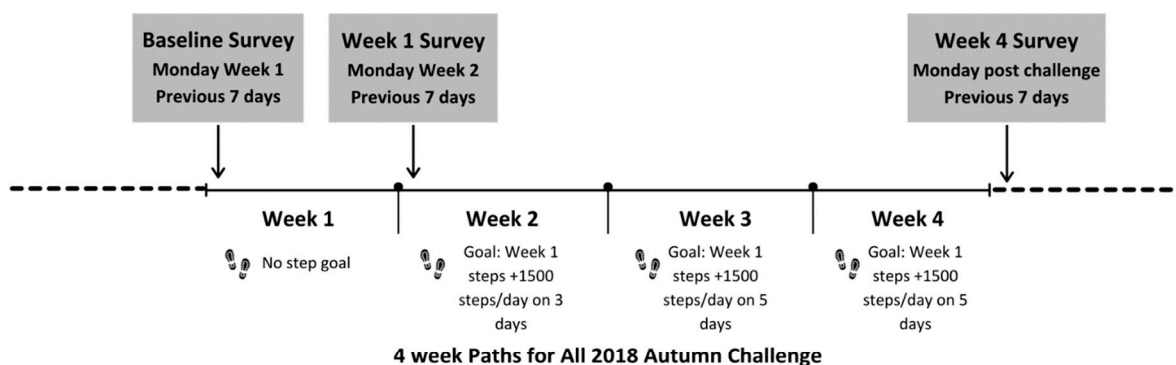 Baseline Survey
Monday Week 1
Previous 7 days
Week 1 Survey
Monday Week 2
Previous 7 days
Week 4 Survey
Monday post challenge
Previous 7 days
Week 1
No step goal
Week 2
Goal: Week 1
steps +1500
steps/day on 3
days
Week 3
Goal: Week 1
steps +1500
steps/day on 5
days
Week 4
Goal: Week 1
steps +1500
steps/day on 5
days
4 week Paths for All 2018 Autumn Challenge